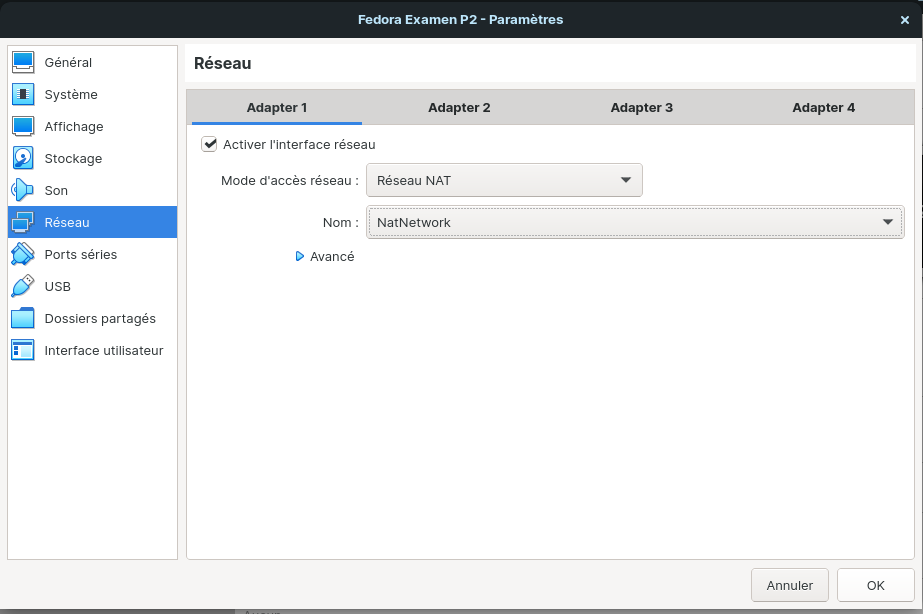 Fedora Examen P2 - Paramètres
Général
Système
Affichage
Stockage
Son
Réseau
Ports séries
USB
Dossiers partagés
Interface utilisateur
Réseau
Adapter 1 Adapter 2 Adapter 3 Adapter 4
Activer l'interface réseau
Mode d'accès réseau : Réseau NAT
Nom : NatNetwork
Avancé
Annuler OK